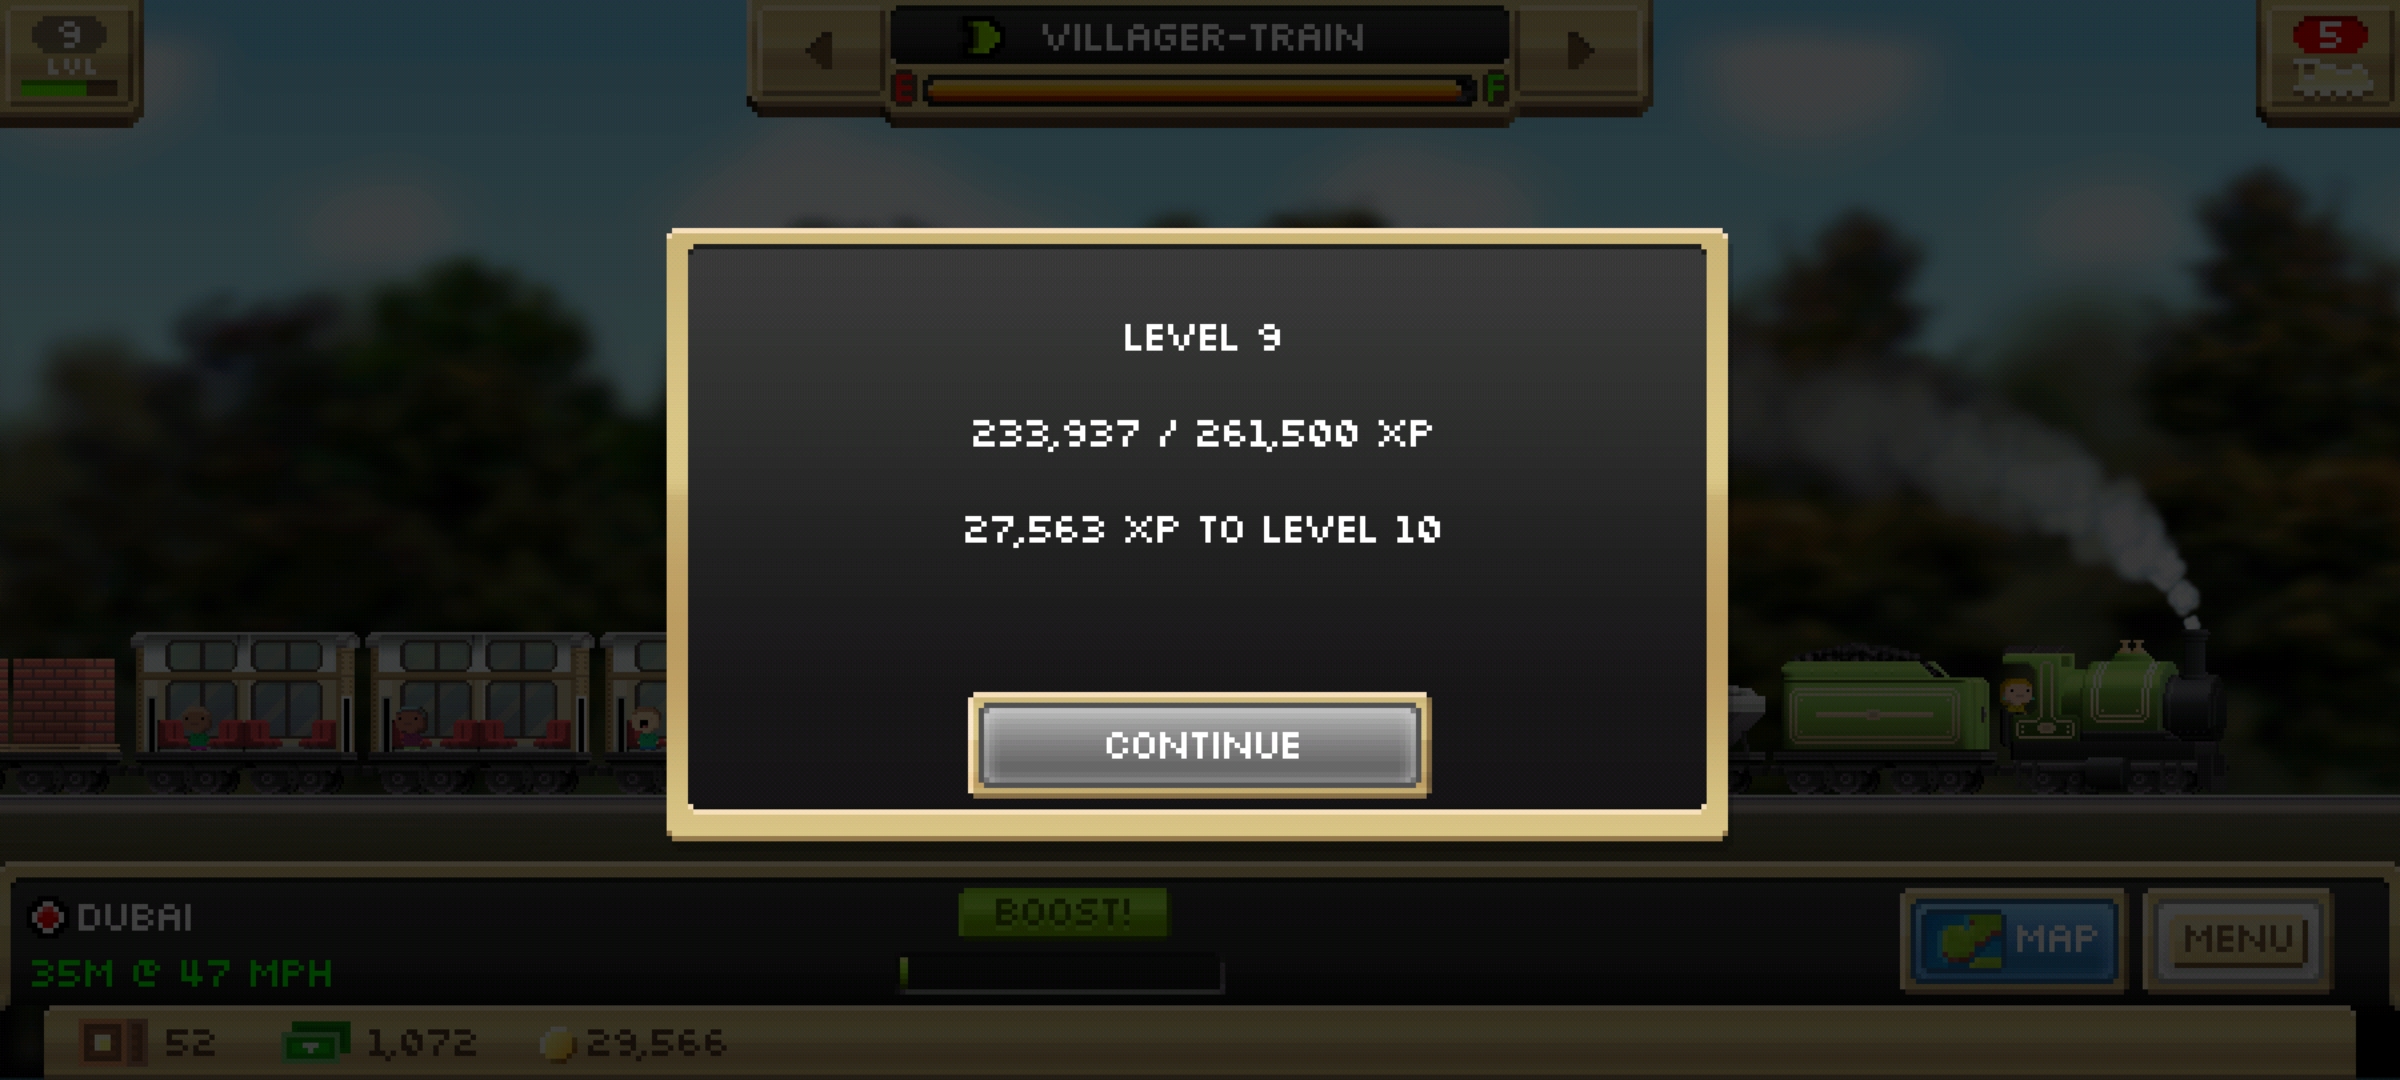 9
LVL
VILLAGER-TRAIN
E F
5
LEVEL 9
233,937 / 261,500 XP
27,563 XP TO LEVEL 10
CONTINUE
DUBAI
35M @ 47 MPH
BOOST!
MAP
MENU
52 1,072 29,566